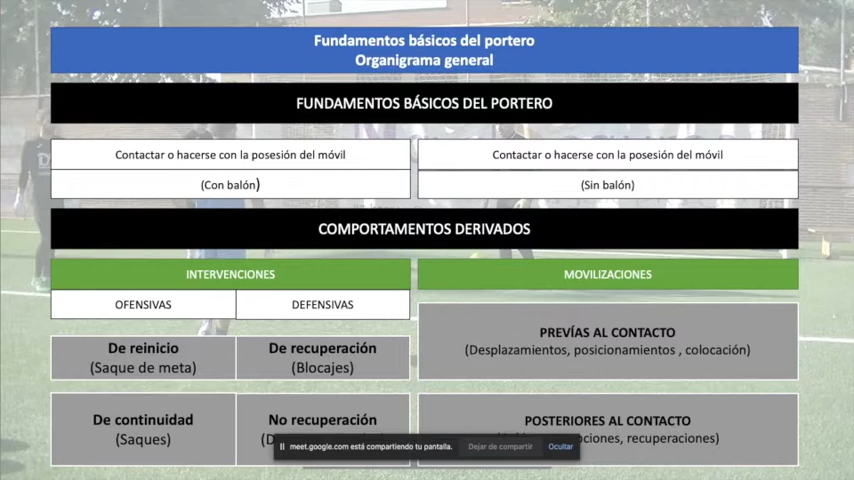 Fundamentos básicos del portero
Organigrama general
FUNDAMENTOS BÁSICOS DEL PORTERO
Contactar o hacerse con la posesión del móvil
(Con balón)
Contactar o hacerse con la posesión del móvil
(Sin balón)
COMPORTAMENTOS DERIVADOS
INTERVENCIONES
MOVILIZACIONES
OFENSIVAS
DEFENSIVAS
De reinicio
(Saque de meta)
De recuperación
(Blocajes)
PREVÍAS AL CONTACTO
(Desplazamientos, posicionamientos , colocación)
De continuidad
(Saques)
No recuperación
POSTERIORES AL CONTACTO
recuperaciones)
meet.google.com está compartiendo tu pantalla.
Dejar de compartir
Ocultar